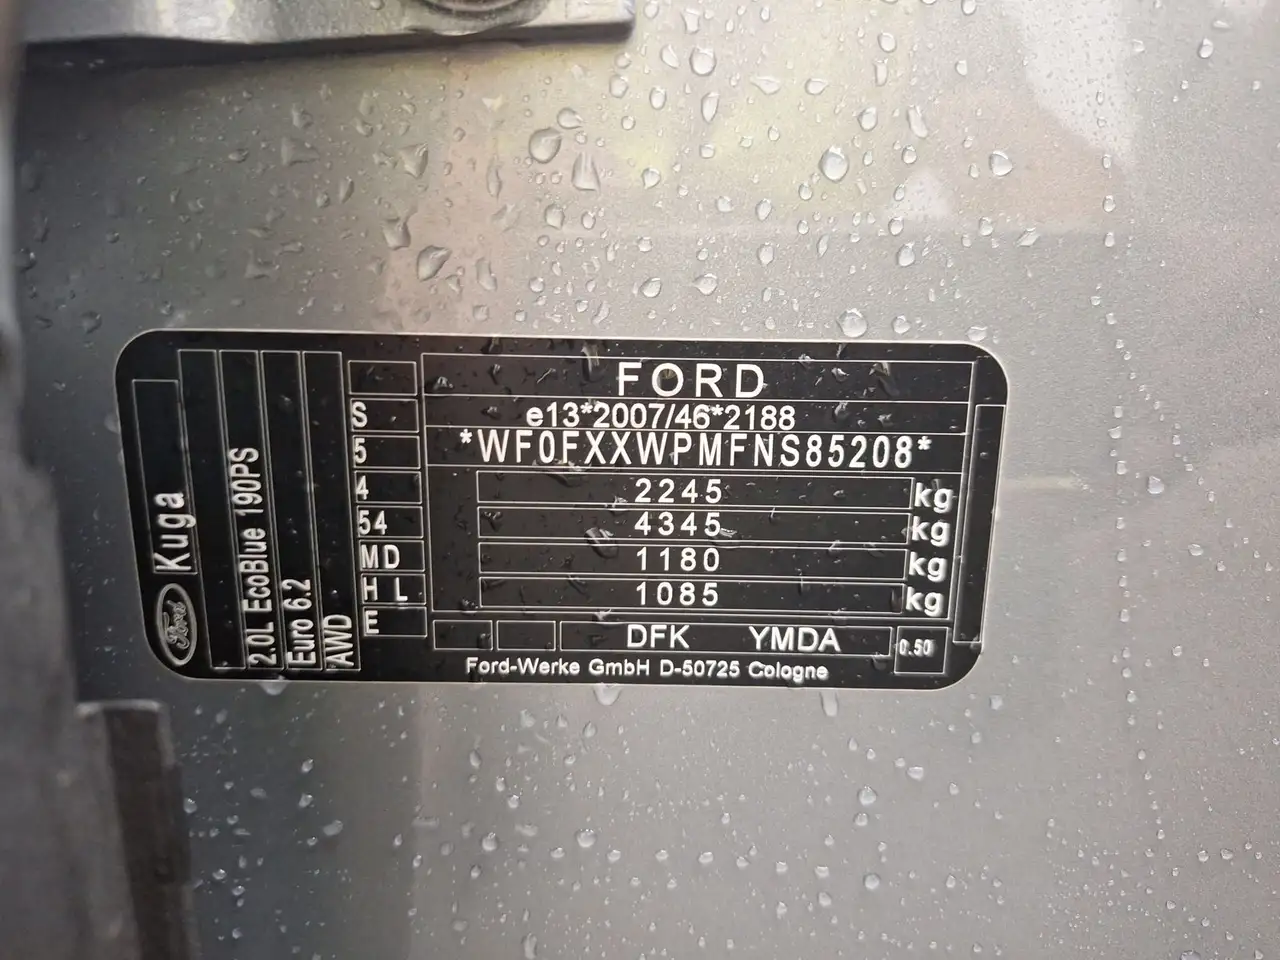 FORD
e13*2007/46*2188
*WF0FXXWPMFNS85208*
2245 kg
4345 kg
1180 kg
1085 kg
DFK YMDA 0.50
Ford-Werke GmbH D-50725 Cologne
S
5
4
54
MD
H L
E
Ford Kuga
2.0L EcoBlue 190PS
Euro 6.2
AWD